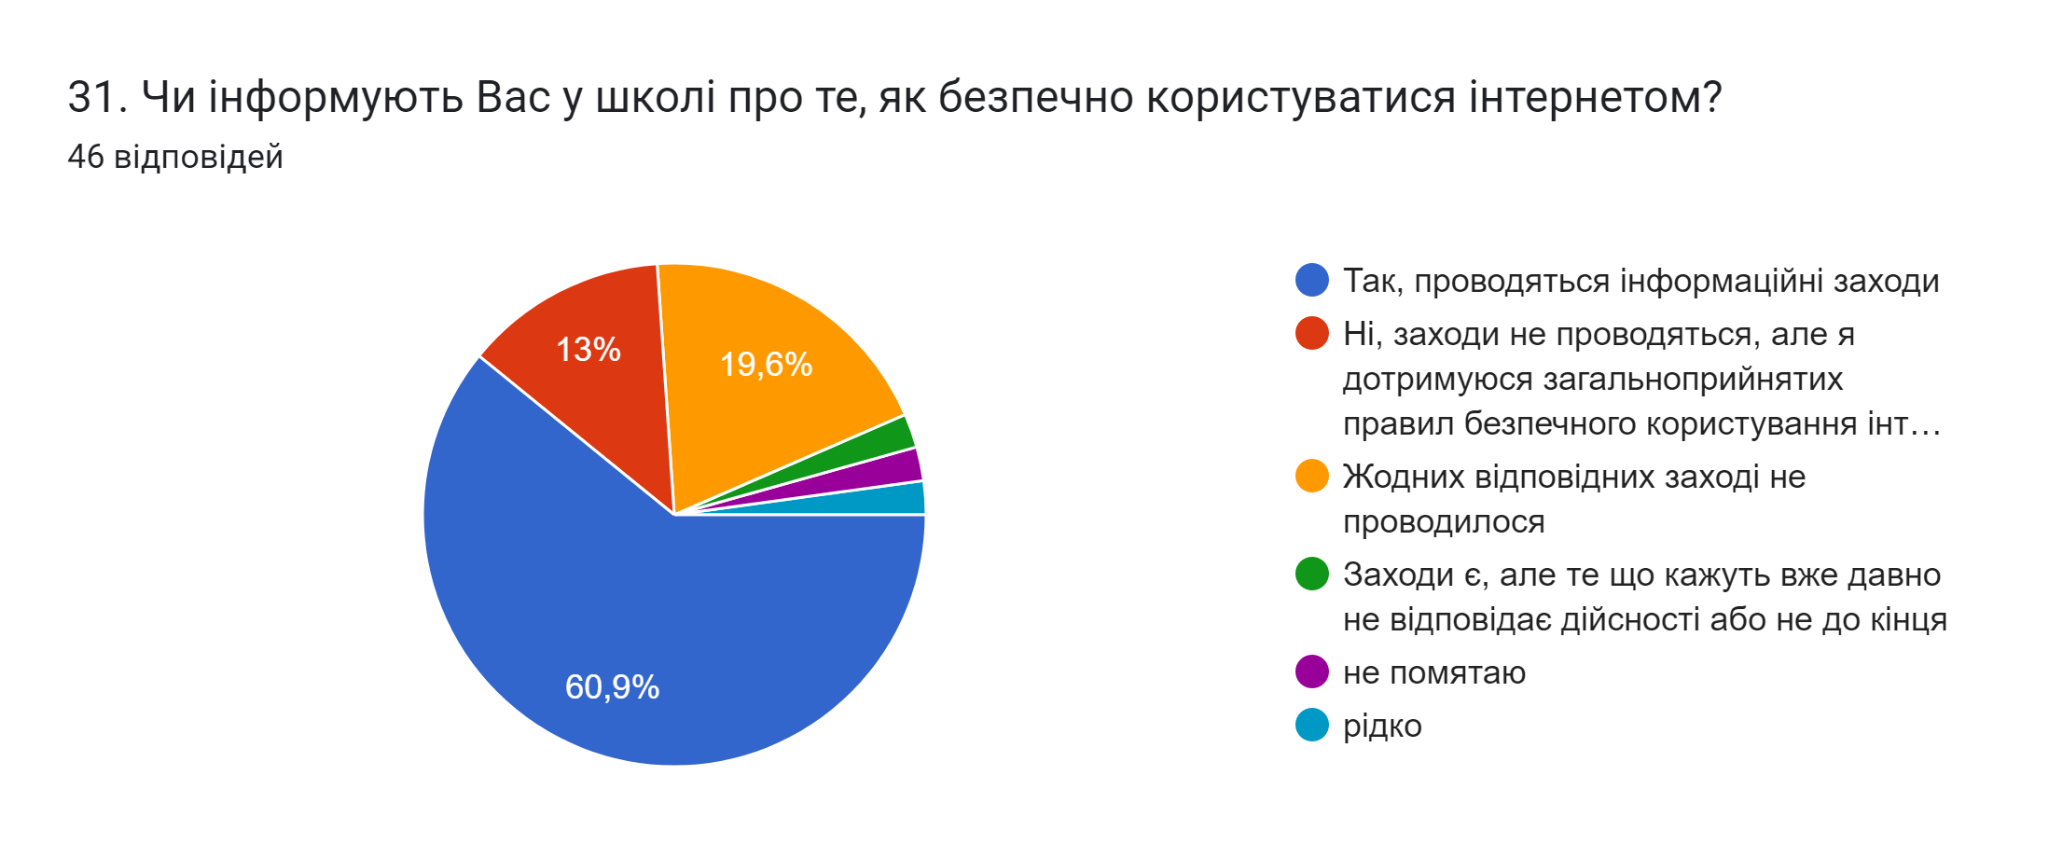 31. Чи інформують Вас у школі про те, як безпечно користуватися інтернетом?
46 відповідей
13%
19,6%
60,9%
Так, проводяться інформаційні заходи
Ні, заходи не проводяться, але я
дотримуюся загальноприйнятих
правил безпечного користування інт…
Жодних відповідних заході не
проводилося
Заходи є, але те що кажуть вже давно
не відповідає дійсності або не до кінця
не помятаю
рідко